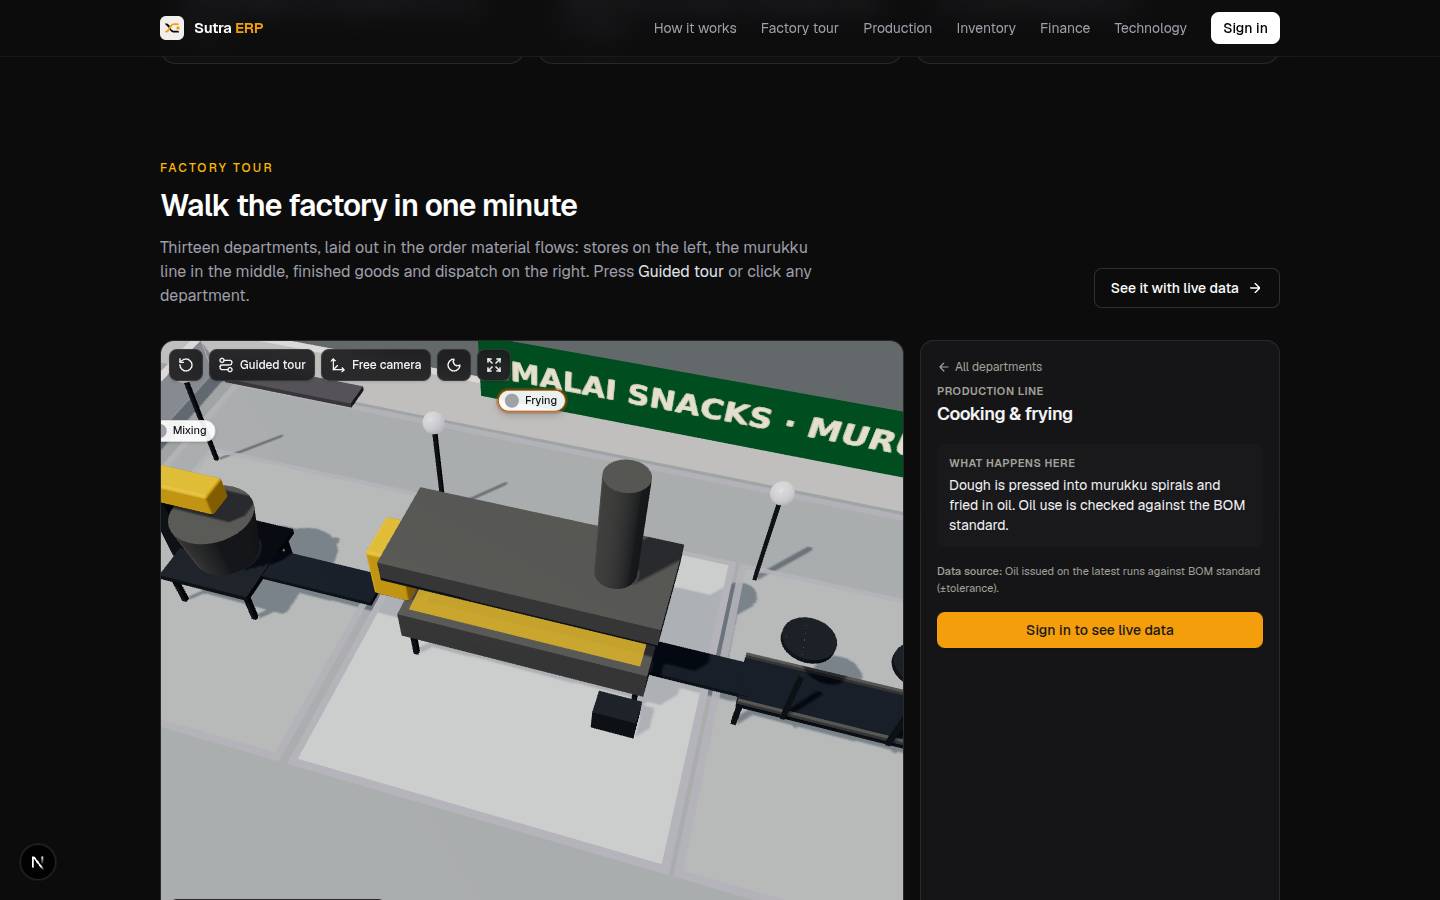 Sutra ERP
How it works
Factory tour
Production
Inventory
Finance
Technology
Sign in
FACTORY TOUR
Walk the factory in one minute
Thirteen departments, laid out in the order material flows: stores on the left, the murukku
line in the middle, finished goods and dispatch on the right. Press Guided tour or click any
department.
See it with live data
Guided tour
Free camera
MALAI SNACKS · MURU
Frying
Mixing
All departments
PRODUCTION LINE
Cooking & frying
WHAT HAPPENS HERE
Dough is pressed into murukku spirals and
fried in oil. Oil use is checked against the BOM
standard.
Data source: Oil issued on the latest runs against BOM standard
(±tolerance).
Sign in to see live data
N